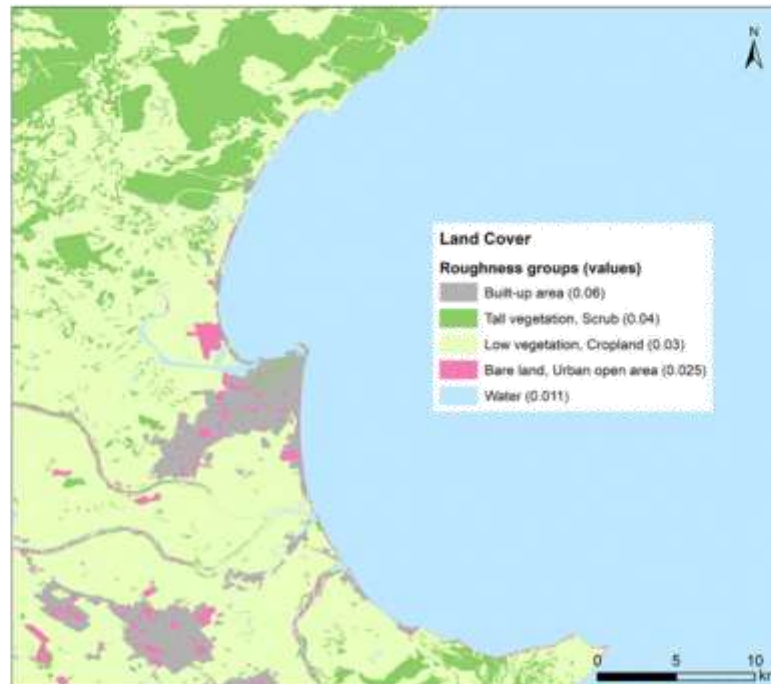 N
Land Cover
Roughness groups (values)
Built-up area (0.06)
Tall vegetation, Scrub (0.04)
Low vegetation, Cropland (0.03)
Bare land, Urban open area (0.025)
Water (0.011)
0 5 10
km